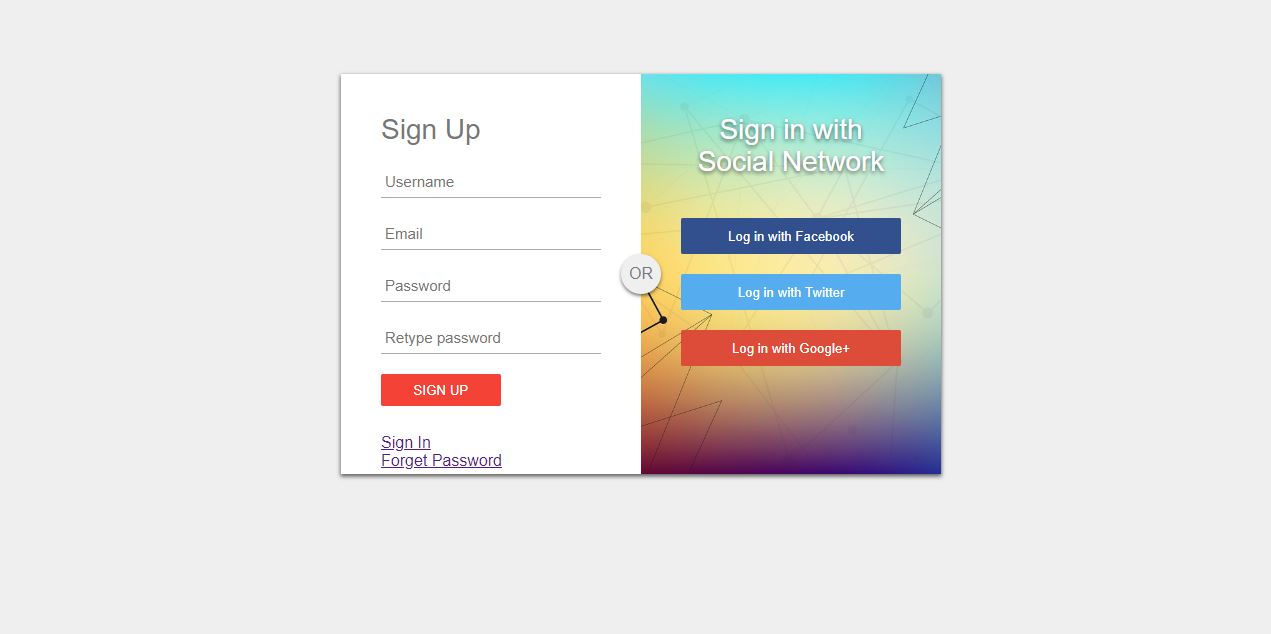 Sign Up
Username
Email
Password
Retype password
SIGN UP
Sign In
Forget Password
OR
Sign in with
Social Network
Log in with Facebook
Log in with Twitter
Log in with Google+